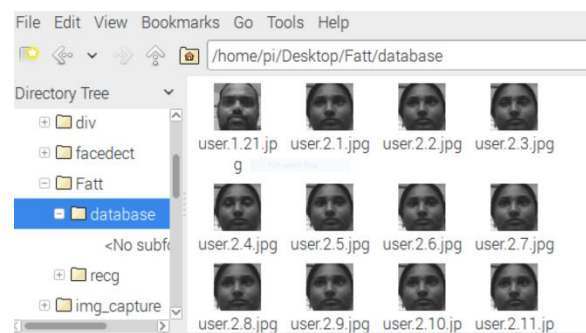 File Edit View Bookmarks Go Tools Help
/home/pi/Desktop/Fatt/database
Directory Tree
div
facedect
Fatt
database
<No subfo
recg
img_capture
user.1.21.jp
g
user.2.1.jpg user.2.2.jpg user.2.3.jpg
user.2.4.jpg user.2.5.jpg user.2.6.jpg user.2.7.jpg
user.2.8.jpg user.2.9.jpg user.2.10.jp user.2.11.jp